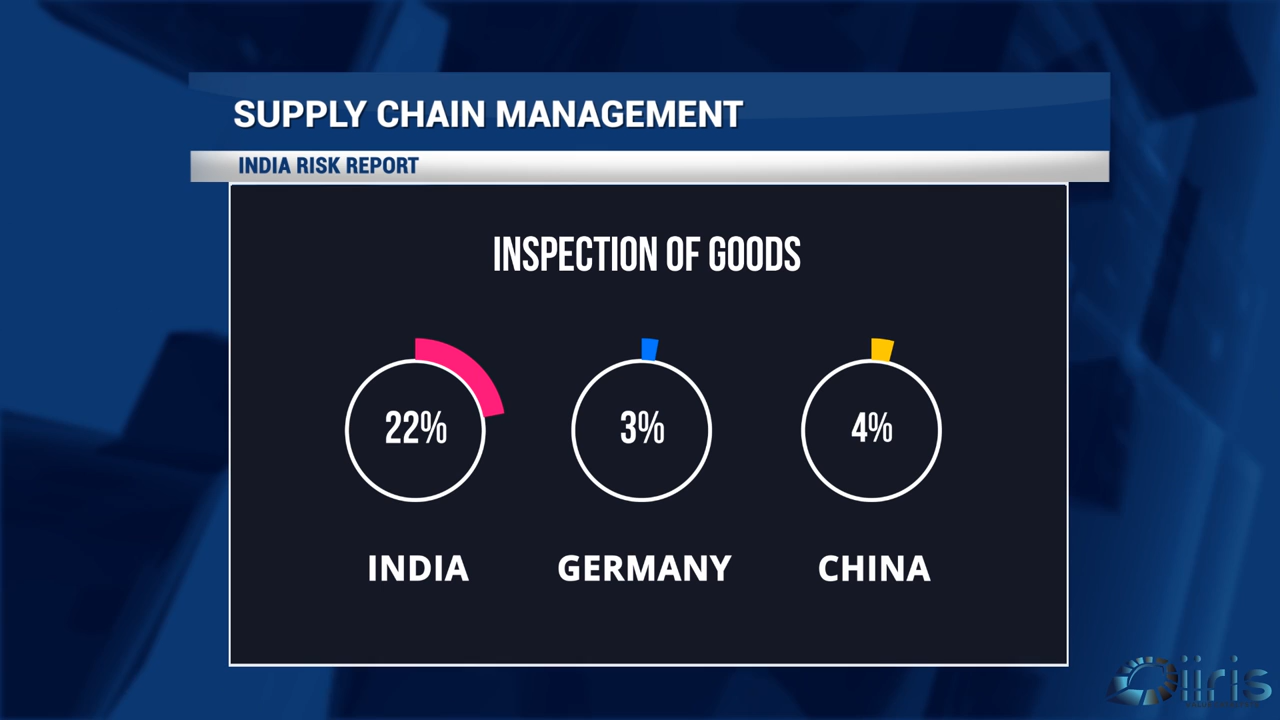 SUPPLY CHAIN MANAGEMENT
INDIA RISK REPORT
INSPECTION OF GOODS
22% 3% 4%
INDIA GERMANY CHINA
iiris